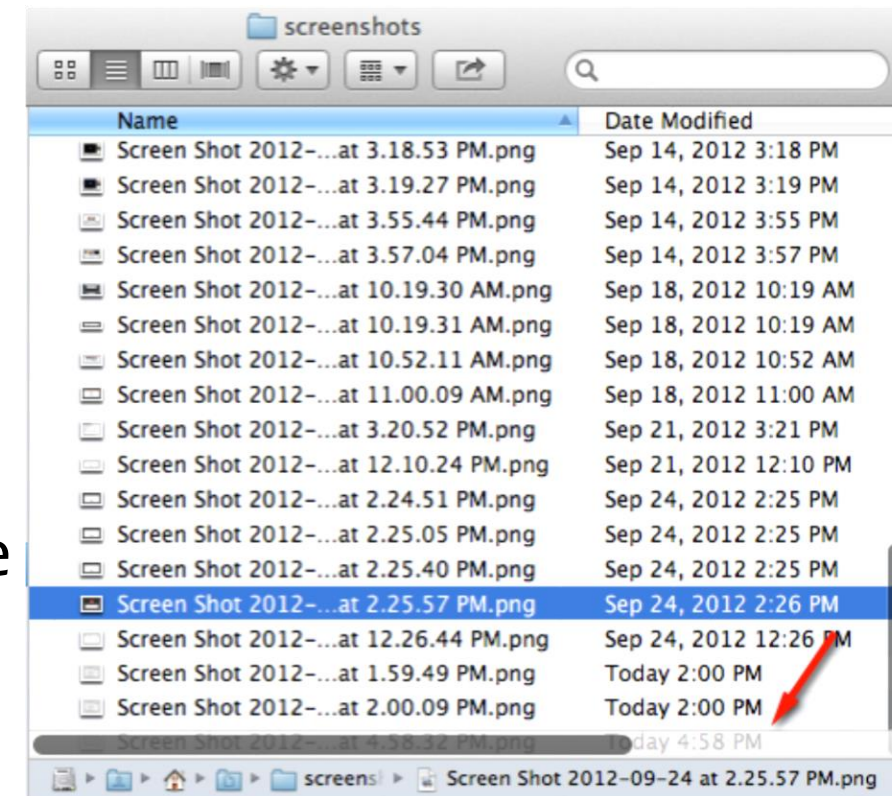 screenshots
Name Date Modified
Screen Shot 2012-...at 3.18.53 PM.png Sep 14, 2012 3:18 PM
Screen Shot 2012-...at 3.19.27 PM.png Sep 14, 2012 3:19 PM
Screen Shot 2012-...at 3.55.44 PM.png Sep 14, 2012 3:55 PM
Screen Shot 2012-...at 3.57.04 PM.png Sep 14, 2012 3:57 PM
Screen Shot 2012-...at 10.19.30 AM.png Sep 18, 2012 10:19 AM
Screen Shot 2012-...at 10.19.31 AM.png Sep 18, 2012 10:19 AM
Screen Shot 2012-...at 10.52.11 AM.png Sep 18, 2012 10:52 AM
Screen Shot 2012-...at 11.00.09 AM.png Sep 18, 2012 11:00 AM
Screen Shot 2012-...at 3.20.52 PM.png Sep 21, 2012 3:21 PM
Screen Shot 2012-...at 12.10.24 PM.png Sep 21, 2012 12:10 PM
Screen Shot 2012-...at 2.24.51 PM.png Sep 24, 2012 2:25 PM
Screen Shot 2012-...at 2.25.05 PM.png Sep 24, 2012 2:25 PM
e Screen Shot 2012-...at 2.25.40 PM.png Sep 24, 2012 2:25 PM
Screen Shot 2012-...at 2.25.57 PM.png Sep 24, 2012 2:26 PM
Screen Shot 2012-...at 12.26.44 PM.png Sep 24, 2012 12:26 PM
Screen Shot 2012-...at 1.59.49 PM.png Today 2:00 PM
Screen Shot 2012-...at 2.00.09 PM.png Today 2:00 PM
Screen Shot 2012-...at 4.58.32 PM.png Today 4:58 PM
screens Screen Shot 2012-09-24 at 2.25.57 PM.png